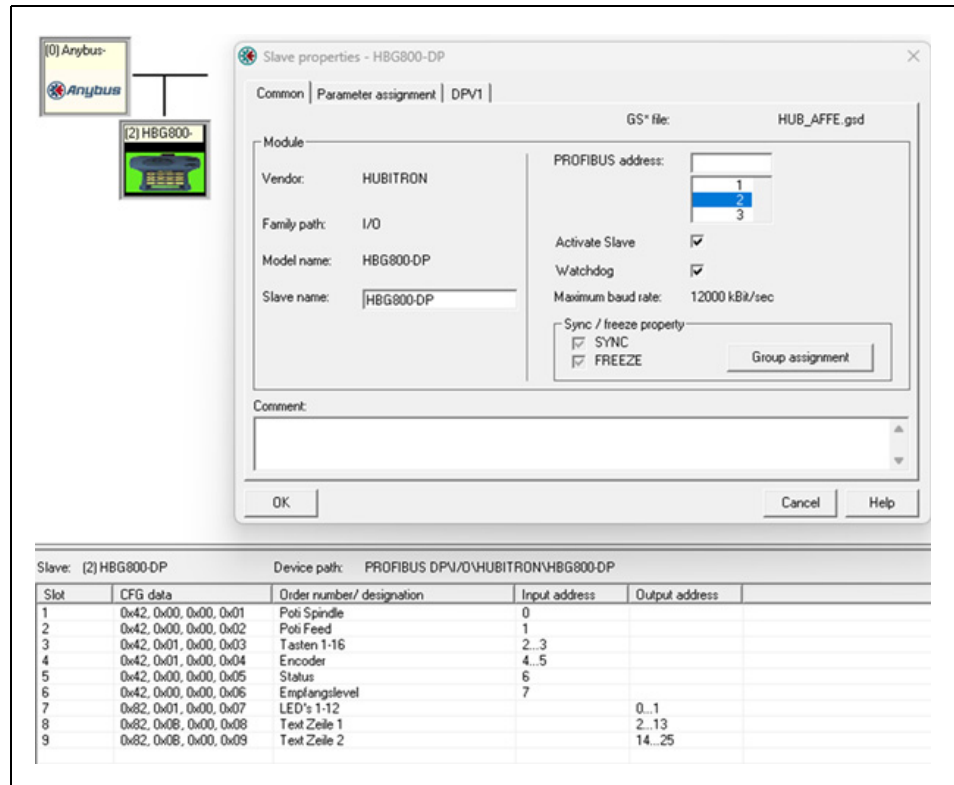 (0) Anybus-
Anybus
(2) HBG800-
Slave properties - HBG800-DP
Common Parameter assignment DPV1
GS* file: HUB_AFFE.gsd
Module
Vendor: HUBITRON
Family path: I/O
Model name: HBG800-DP
Slave name: HBG800-DP
PROFIBUS address:
1
2
3
Activate Slave
Watchdog
Maximum baud rate: 12000 kBit/sec
Sync / freeze property
SYNC
FREEZE
Group assignment
Comment:
OK Cancel Help
Slave: (2) HBG800-DP Device path: PROFIBUS DP\I/O\HUBITRON\HBG800-DP
Slot CFG data Order number/ designation Input address Output address
1 0x42, 0x00, 0x00, 0x01 Poti Spindle 0
2 0x42, 0x00, 0x00, 0x02 Poti Feed 1
3 0x42, 0x01, 0x00, 0x03 Tasten 1-16 2...3
4 0x42, 0x01, 0x00, 0x04 Encoder 4...5
5 0x42, 0x00, 0x00, 0x05 Status 6
6 0x42, 0x00, 0x00, 0x06 Empfangslevel 7
7 0x82, 0x01, 0x00, 0x07 LED's 1-12 0...1
8 0x82, 0x0B, 0x00, 0x08 Text Zeile 1 2...13
9 0x82, 0x0B, 0x00, 0x09 Text Zeile 2 14...25